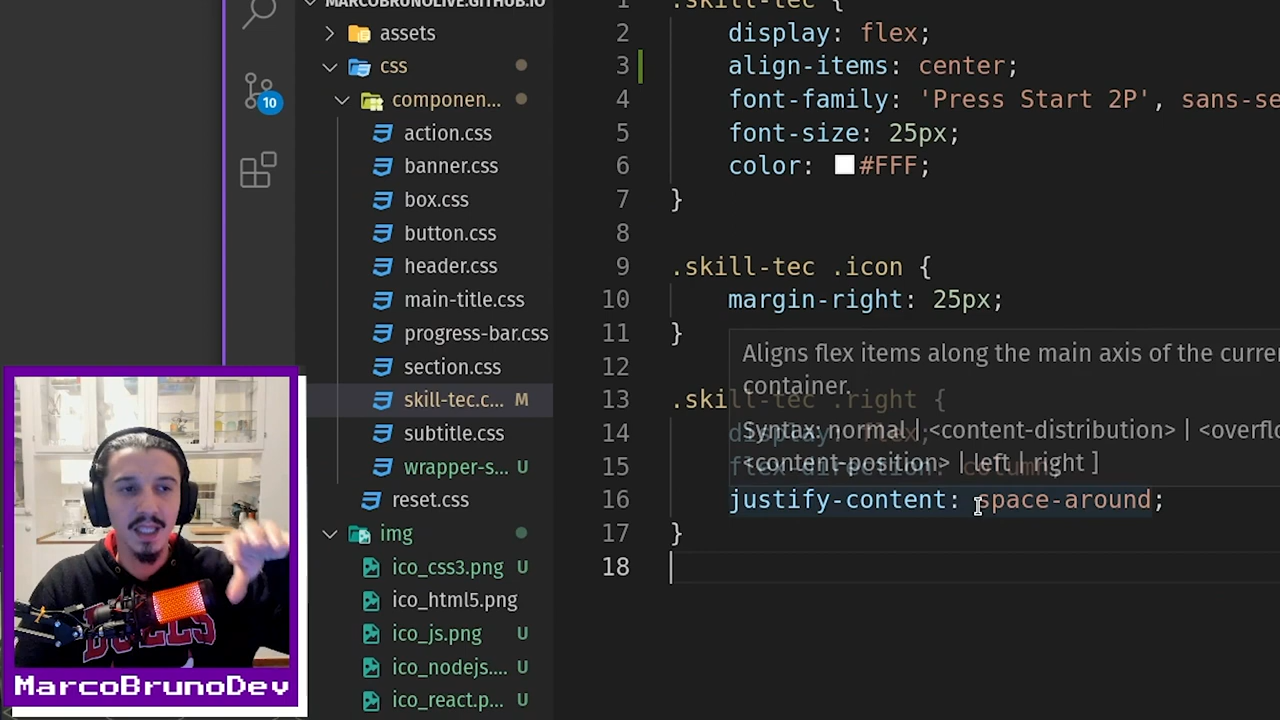 MARCOBRUNOLIVE.GITHUB.IO
assets
css
componen...
action.css
banner.css
box.css
button.css
header.css
main-title.css
progress-bar.css
section.css
skill-tec.c... M
subtitle.css
wrapper-s... U
reset.css
img
ico_css3.png U
ico_html5.png
ico_js.png U
ico_nodejs.... U
ico_react.p... U
10
1 .skill-tec {
2 display: flex;
3 align-items: center;
4 font-family: 'Press Start 2P', sans-se
5 font-size: 25px;
6 color: #FFF;
7 }
8
9 .skill-tec .icon {
10 margin-right: 25px;
11 }
12
Aligns flex items along the main axis of the curren
container.
Syntax: normal | <content-distribution> | <overflo
<content-position> | left | right ]
13 .skill-tec .right {
14 display: flex;
15 flex-direction: column;
16 justify-content: space-around;
17 }
18
BULLS
MarcoBrunoDev